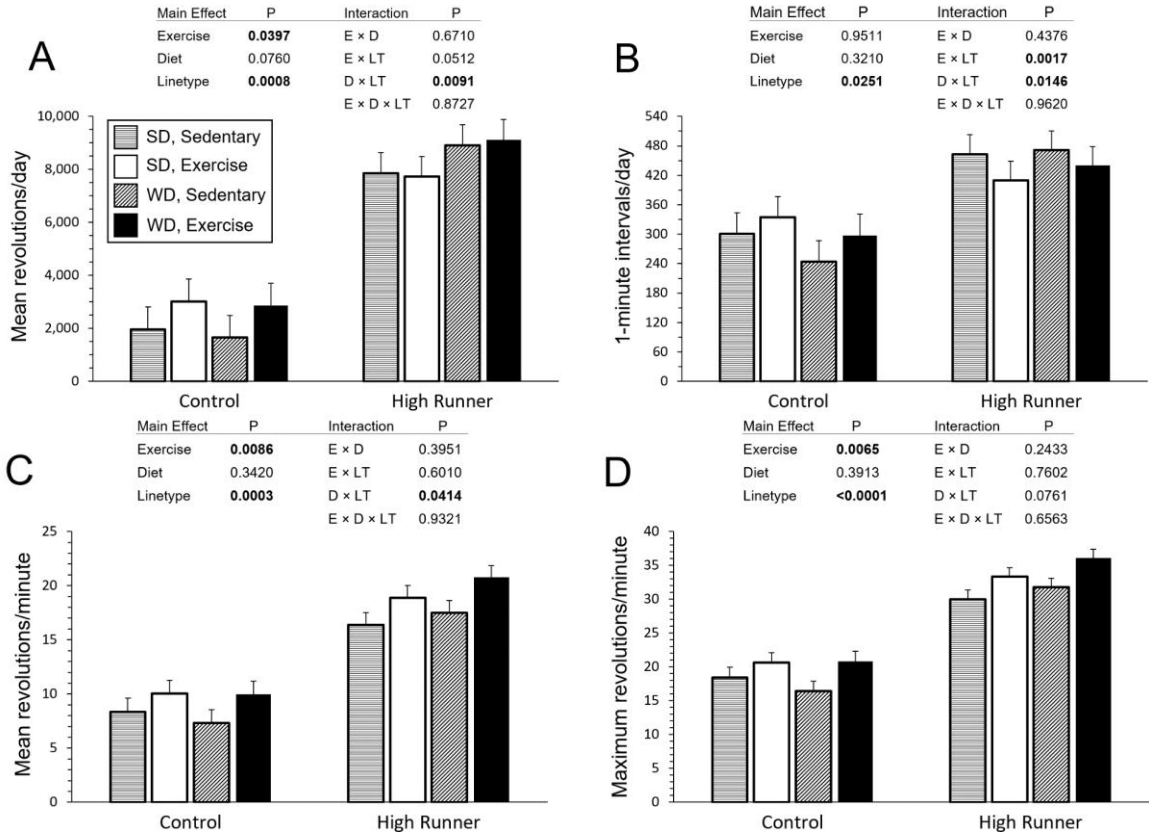 A
Main Effect P Interaction P
Exercise 0.0397 E × D 0.6710
Diet 0.0760 E × LT 0.0512
Linetype 0.0008 D × LT 0.0091
E × D × LT 0.8727
Mean revolutions/day
10,000
8,000
6,000
4,000
2,000
0
SD, Sedentary
SD, Exercise
WD, Sedentary
WD, Exercise
Control High Runner
B
Main Effect P Interaction P
Exercise 0.9511 E × D 0.4376
Diet 0.3210 E × LT 0.0017
Linetype 0.0251 D × LT 0.0146
E × D × LT 0.9620
1-minute intervals/day
540
480
420
360
300
240
180
120
60
0
Control High Runner
C
Main Effect P Interaction P
Exercise 0.0086 E × D 0.3951
Diet 0.3420 E × LT 0.6010
Linetype 0.0003 D × LT 0.0414
E × D × LT 0.9321
Mean revolutions/minute
25
20
15
10
5
0
Control High Runner
D
Main Effect P Interaction P
Exercise 0.0065 E × D 0.2433
Diet 0.3913 E × LT 0.7602
Linetype <0.0001 D × LT 0.0761
E × D × LT 0.6563
Maximum revolutions/minute
40
35
30
25
20
15
10
5
0
Control High Runner